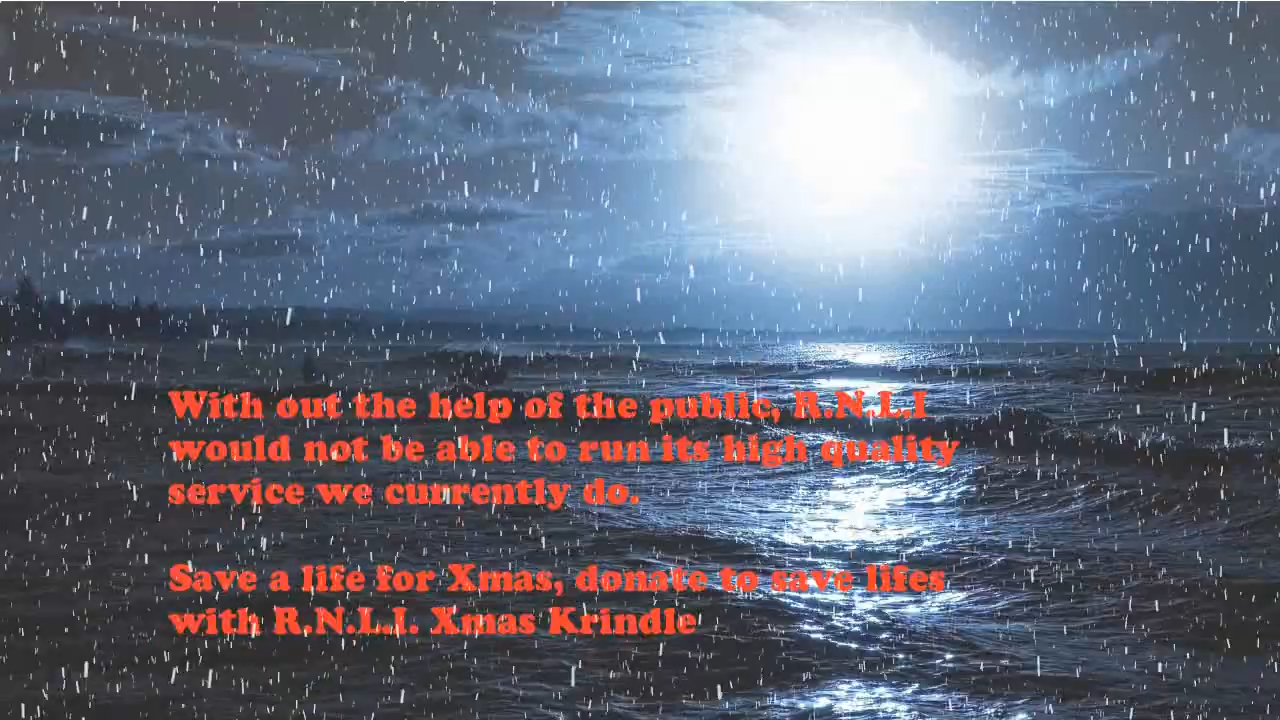 With out the help of the public, R.N.L.I
would not be able to run its high quality
service we currently do.
Save a life for Xmas, donate to save lifes
with R.N.L.I. Xmas Krindle